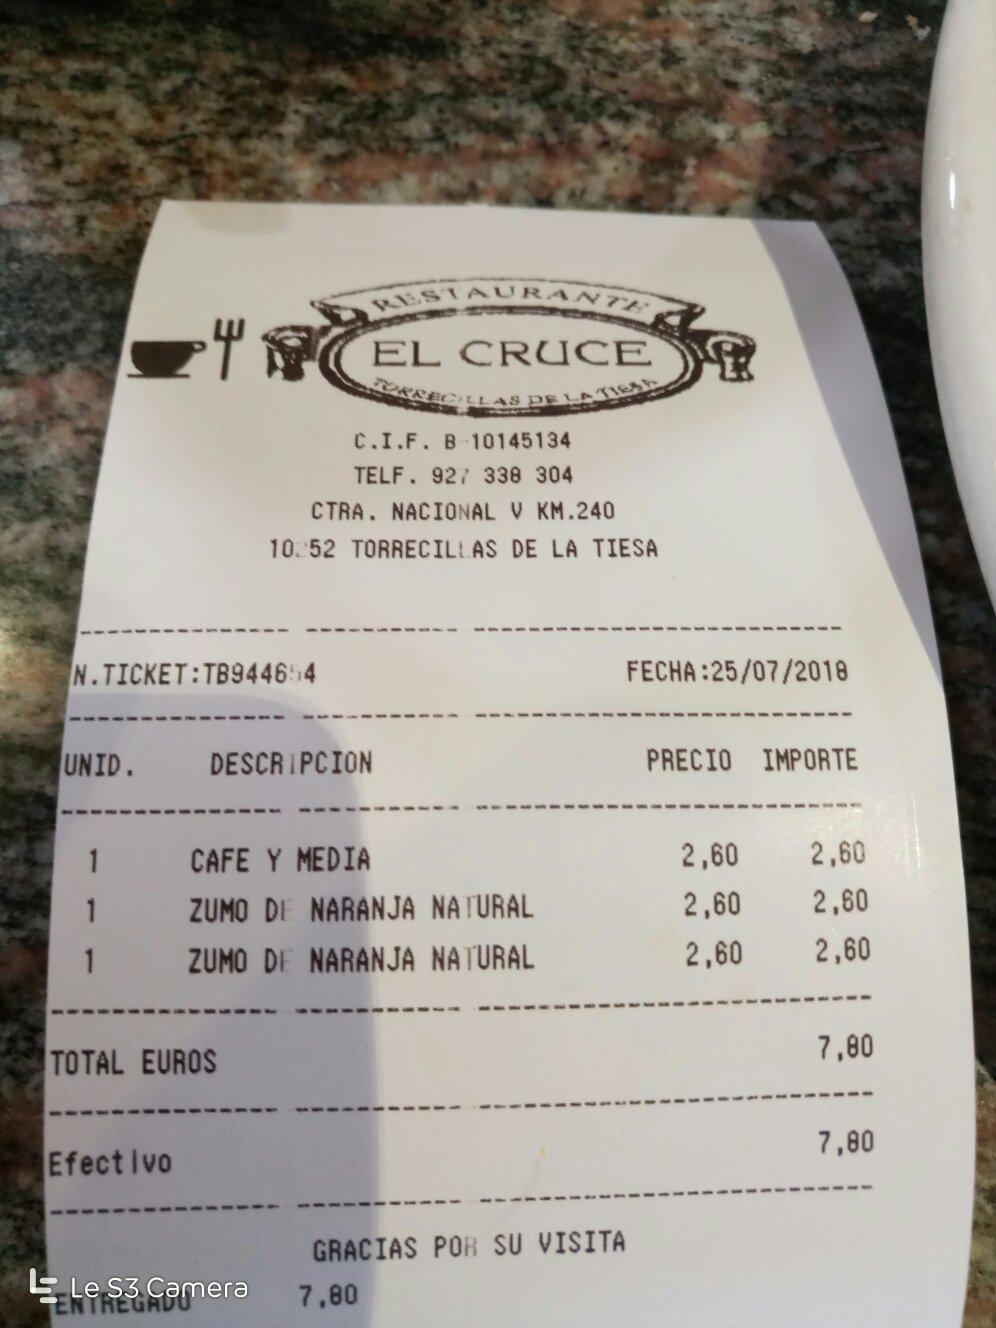 RESTAURANTE
EL CRUCE
TORRECILLAS DE LA TIESA
C.I.F. B-10145134
TELF. 927 338 304
CTRA. NACIONAL V KM.240
TORRECILLAS DE LA TIESA
N.TICKET:
FECHA:25/07/2018
UNID. DESCRIPCION PRECIO IMPORTE
1 CAFE Y MEDIA 2,60 2,60
1 ZUMO DE NARANJA NATURAL 2,60 2,60
1 ZUMO DE NARANJA NATURAL 2,60 2,60
TOTAL EUROS 7,80
Efectivo 7,80
GRACIAS POR SU VISITA
Le S3 Camera
ENTREGADO 7,80